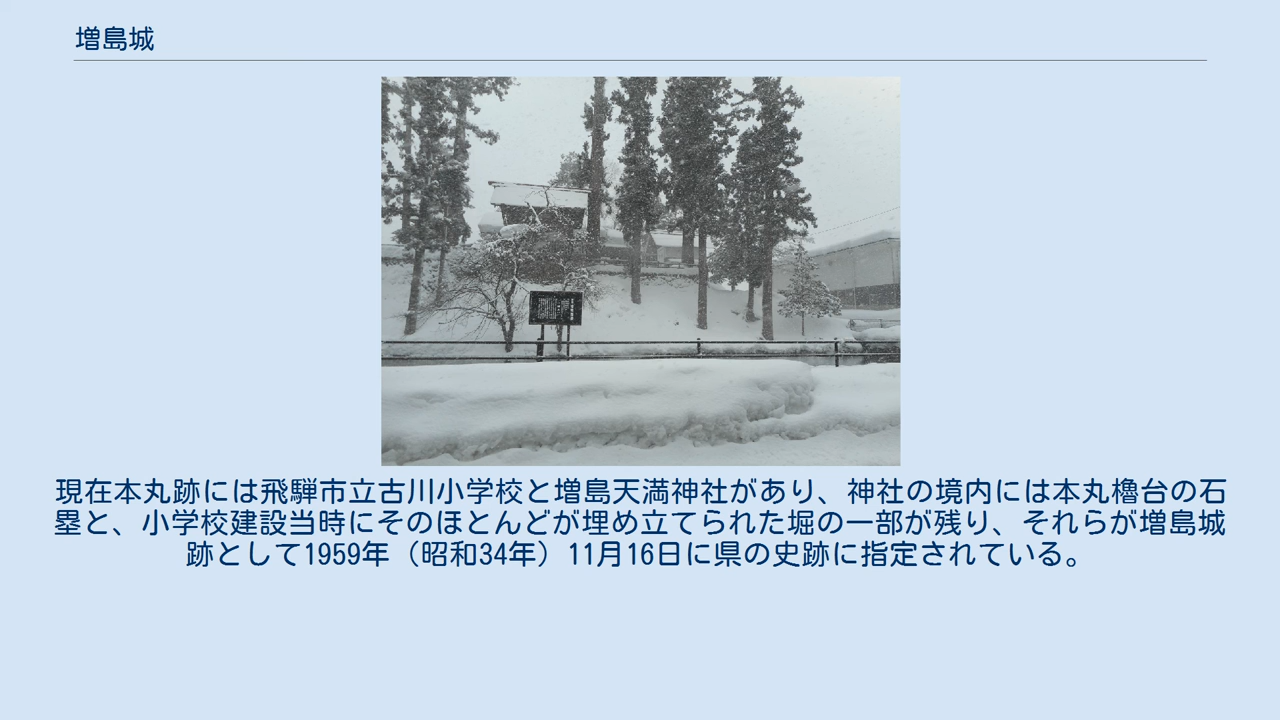 増島城
現在本丸跡には飛騨市立古川小学校と増島天満神社があり、神社の境内には本丸櫓台の石
塁と、小学校建設当時にそのほとんどが埋め立てられた堀の一部が残り、それらが増島城
跡として1959年（昭和34年）11月16日に県の史跡に指定されている。